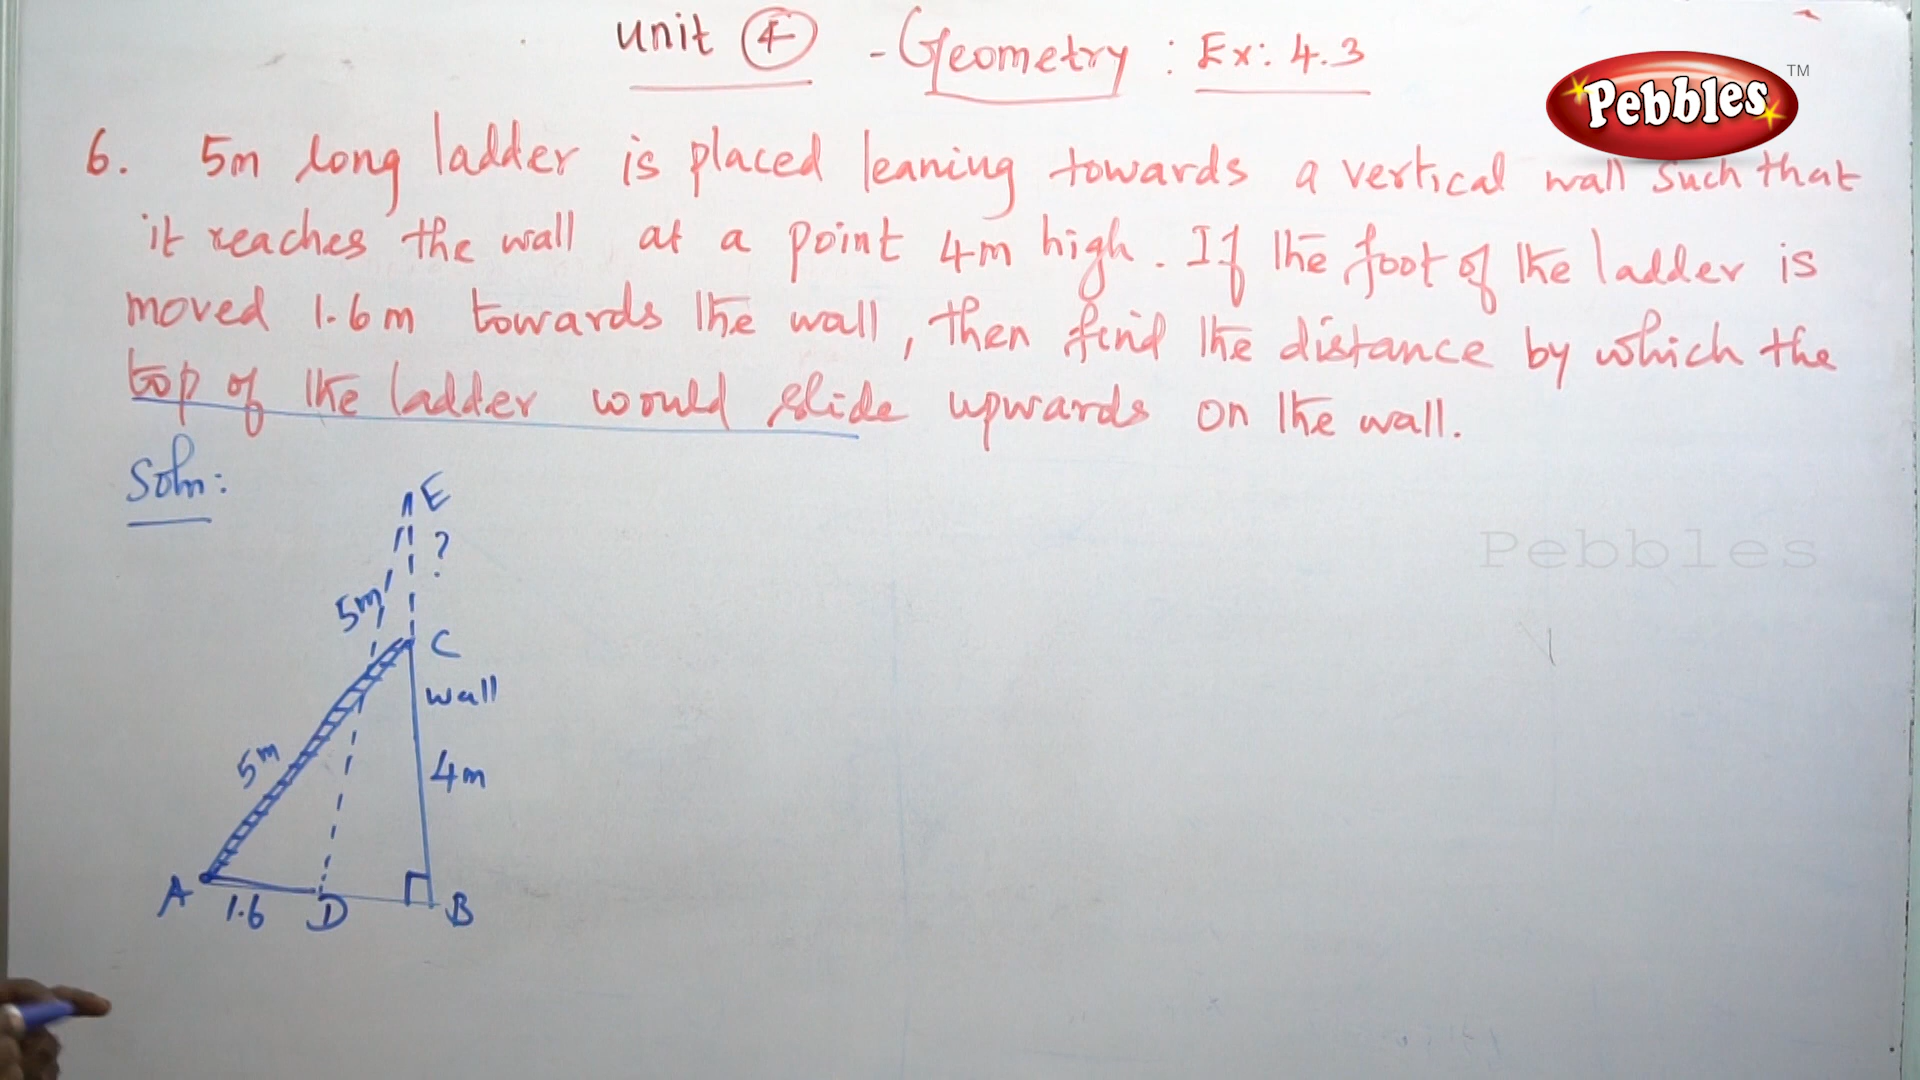 Unit 4 - Geometry : Ex: 4.3
Pebbles TM
6. 5m long ladder is placed leaning towards a vertical wall such that
it reaches the wall at a point 4m high. If the foot of the ladder is
moved 1.6m towards the wall, then find the distance by which the
top of the ladder would slide upwards on the wall.
Soln:
E
?
5m
C
wall
5m
4m
A 1.6 D B
Pebbles